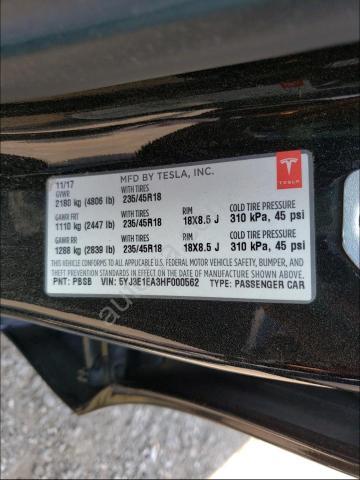 MFD BY TESLA, INC.
TESLA
11/17
GVWR WITH TIRES
2180 kg (4806 lb) 235/45R18
GAWR FRT WITH TIRES RIM COLD TIRE PRESSURE
1110 kg (2447 lb) 235/45R18 18X8.5 J 310 kPa, 45 psi
GAWR RR WITH TIRES RIM COLD TIRE PRESSURE
1288 kg (2839 lb) 235/45R18 18X8.5 J 310 kPa, 45 psi
THIS VEHICLE CONFORMS TO ALL APPLICABLE U.S. FEDERAL MOTOR VEHICLE SAFETY, BUMPER, AND
THEFT PREVENTION STANDARDS IN EFFECT ON THE DATE OF MANUFACTURE SHOWN ABOVE.
PNT: PBSB VIN: 5YJ3E1EA3HF000562 TYPE: PASSENGER CAR